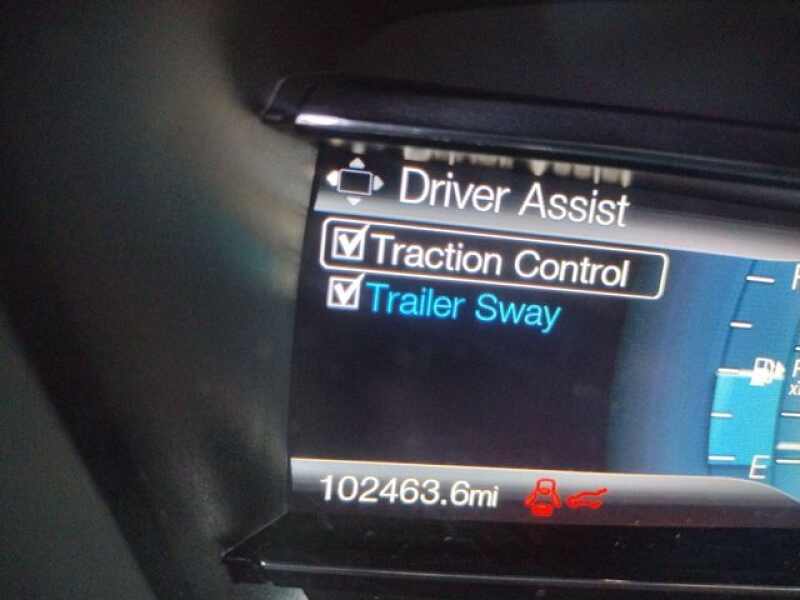 Driver Assist
Traction Control
Trailer Sway
E
102463.6mi